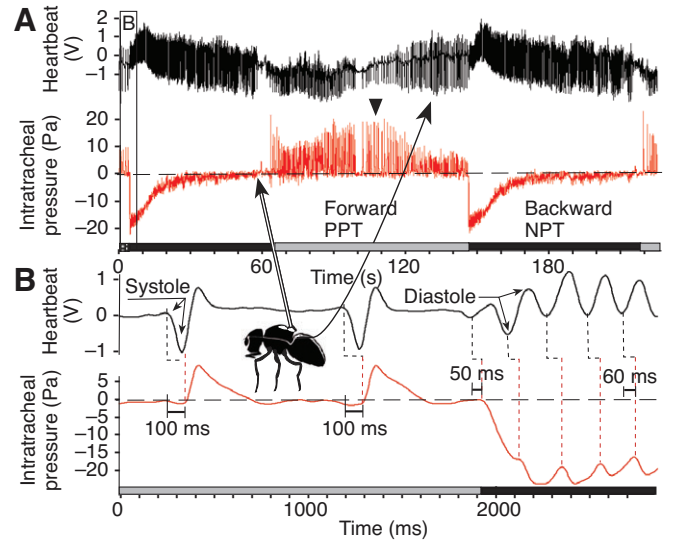 A
B
Heartbeat
(V)
2
1
0
−1
Intratracheal
pressure (Pa)
20
10
0
−10
−20
Forward
PPT
Backward
NPT
0
60
120
180
Time (s)
B
Heartbeat
(V)
1
0
−1
Systole
Diastole
Intratracheal
pressure (Pa)
5
0
−5
−10
−15
−20
100 ms
100 ms
50 ms
60 ms
0
1000
2000
Time (ms)